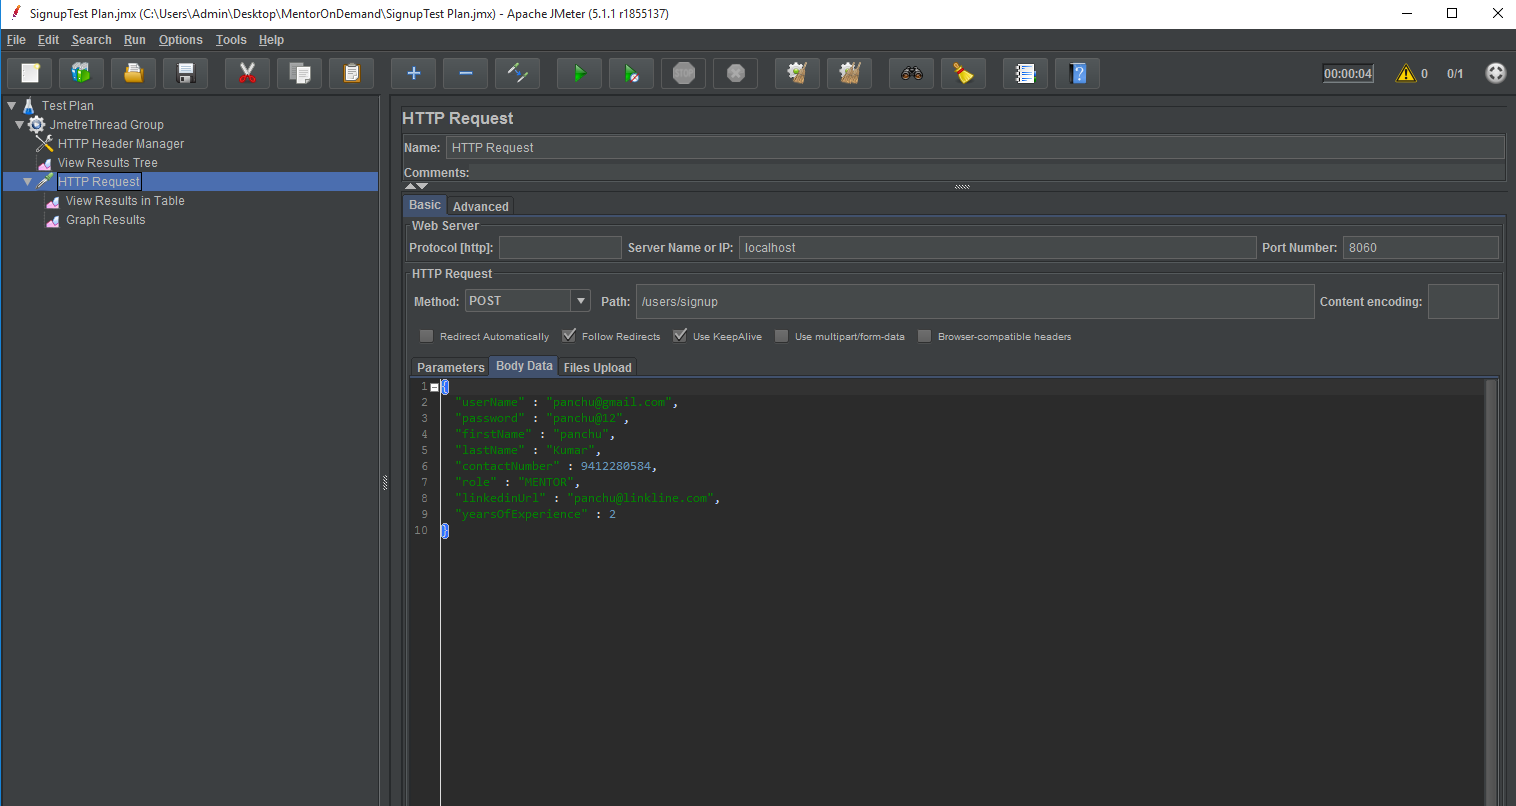 SignupTest Plan.jmx (C:\Users\Admin\Desktop\MentorOnDemand\SignupTest Plan.jmx) - Apache JMeter (5.1.1 r1855137)
File Edit Search Run Options Tools Help
STOP 00:00:04 0 0/1
Test Plan
JmetreThread Group
HTTP Header Manager
View Results Tree
HTTP Request
View Results in Table
Graph Results
HTTP Request
Name: HTTP Request
Comments:
Basic Advanced
Web Server
Protocol [http]: Server Name or IP: localhost Port Number: 8060
HTTP Request
Method: POST Path: /users/signup Content encoding:
Redirect Automatically Follow Redirects Use KeepAlive Use multipart/form-data Browser-compatible headers
Parameters Body Data Files Upload
1 {
2 "userName" : "panchu@gmail.com",
3 "password" : "panchu@12",
4 "firstName" : "panchu",
5 "lastName" : "Kumar",
6 "contactNumber" : 9412280584,
7 "role" : "MENTOR",
8 "linkedinUrl" : "panchu@linkline.com",
9 "yearsOfExperience" : 2
10 }